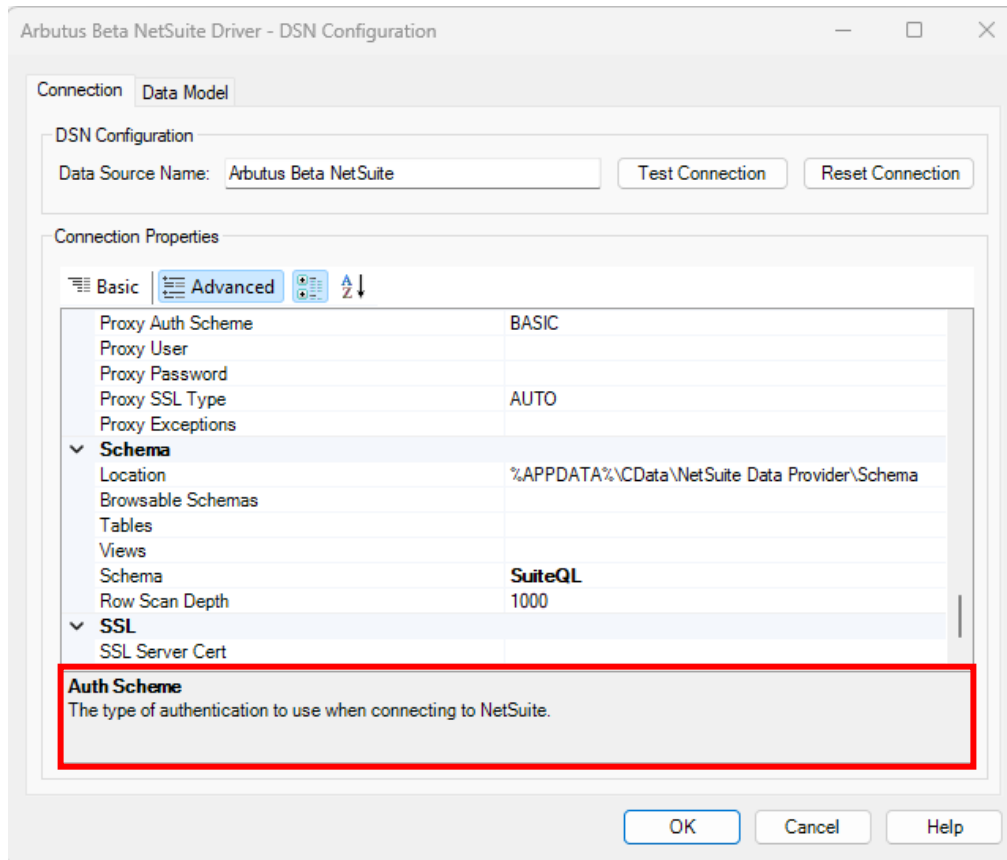 Arbutus Beta NetSuite Driver - DSN Configuration
Connection Data Model
DSN Configuration
Data Source Name: Arbutus Beta NetSuite Test Connection Reset Connection
Connection Properties
Basic Advanced
Proxy Auth Scheme BASIC
Proxy User
Proxy Password
Proxy SSL Type AUTO
Proxy Exceptions
Schema
Location %APPDATA%\CData\NetSuite Data Provider\Schema
Browsable Schemas
Tables
Views
Schema SuiteQL
Row Scan Depth 1000
SSL
SSL Server Cert
Auth Scheme
The type of authentication to use when connecting to NetSuite.
OK Cancel Help